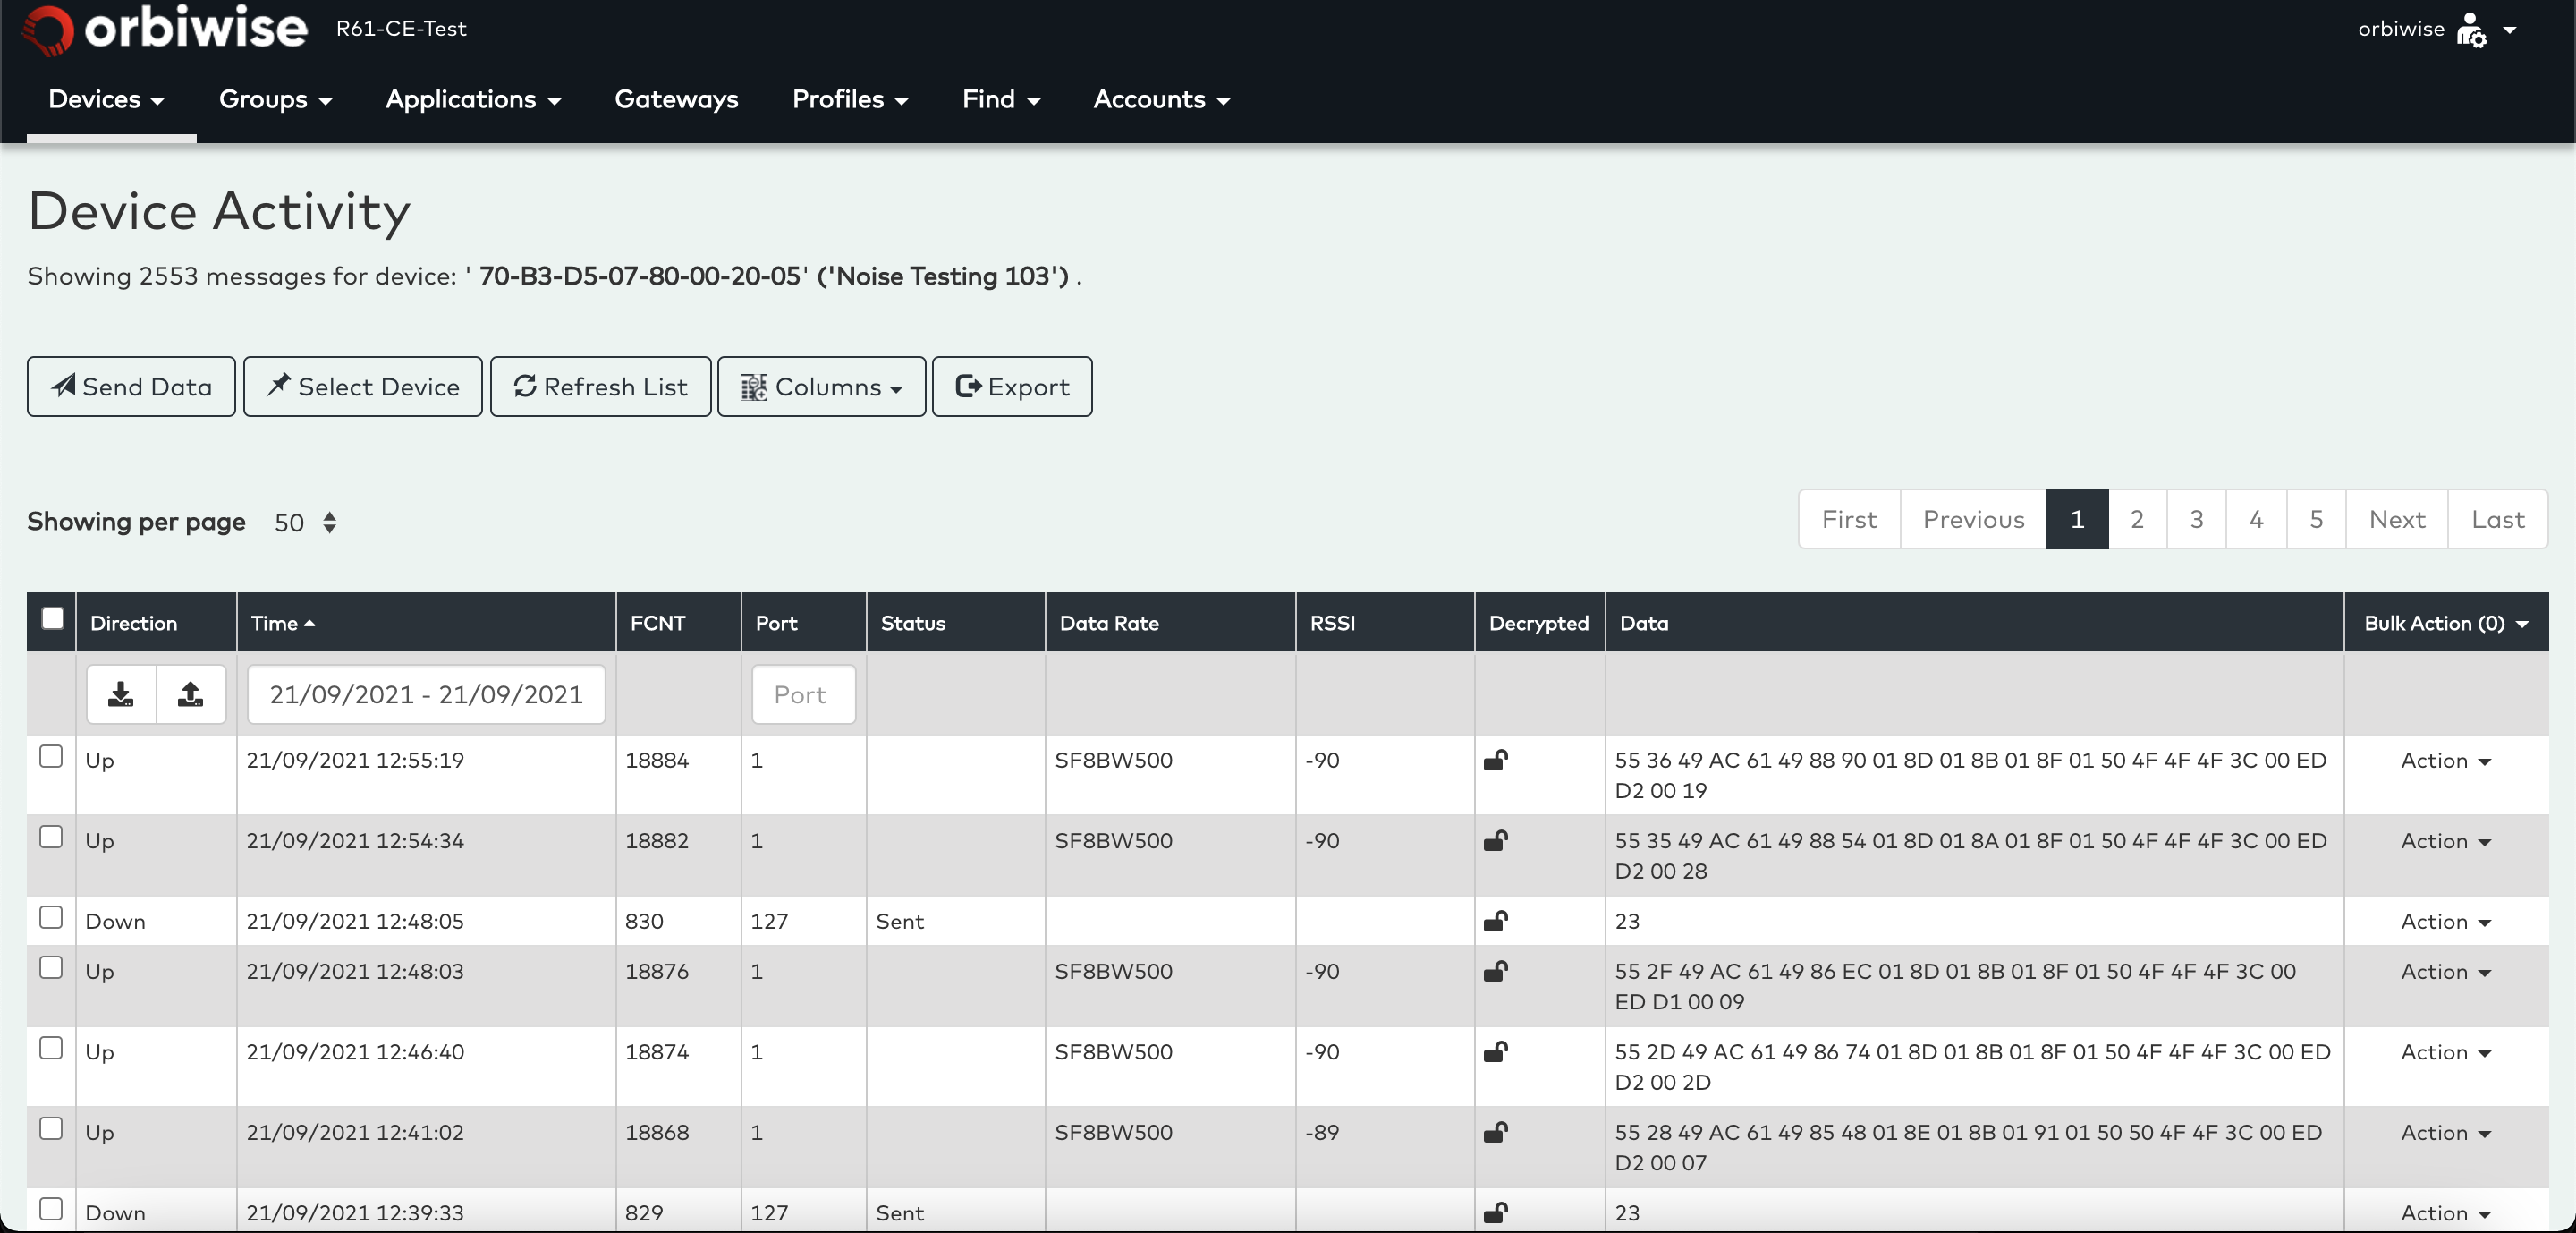 orbiwise R61-CE-Test orbiwise
Devices Groups Applications Gateways Profiles Find Accounts
Device Activity
Showing 2553 messages for device: ' 70-B3-D5-07-80-00-20-05' ('Noise Testing 103') .
Send Data Select Device Refresh List Columns Export
Showing per page 50 First Previous 1 2 3 4 5 Next Last
Direction Time FCNT Port Status Data Rate RSSI Decrypted Data Bulk Action (0)
21/09/2021 - 21/09/2021 Port
Up 21/09/2021 12:55:19 18884 1 SF8BW500 -90 55 36 49 AC 61 49 88 90 01 8D 01 8B 01 8F 01 50 4F 4F 4F 3C 00 ED Action
D2 00 19
Up 21/09/2021 12:54:34 18882 1 SF8BW500 -90 55 35 49 AC 61 49 88 54 01 8D 01 8A 01 8F 01 50 4F 4F 4F 3C 00 ED Action
D2 00 28
Down 21/09/2021 12:48:05 830 127 Sent 23 Action
Up 21/09/2021 12:48:03 18876 1 SF8BW500 -90 55 2F 49 AC 61 49 86 EC 01 8D 01 8B 01 8F 01 50 4F 4F 4F 3C 00 Action
ED D1 00 09
Up 21/09/2021 12:46:40 18874 1 SF8BW500 -90 55 2D 49 AC 61 49 86 74 01 8D 01 8B 01 8F 01 50 4F 4F 4F 3C 00 ED Action
D2 00 2D
Up 21/09/2021 12:41:02 18868 1 SF8BW500 -89 55 28 49 AC 61 49 85 48 01 8E 01 8B 01 91 01 50 50 4F 4F 3C 00 ED Action
D2 00 07
Down 21/09/2021 12:39:33 829 127 Sent 23 Action